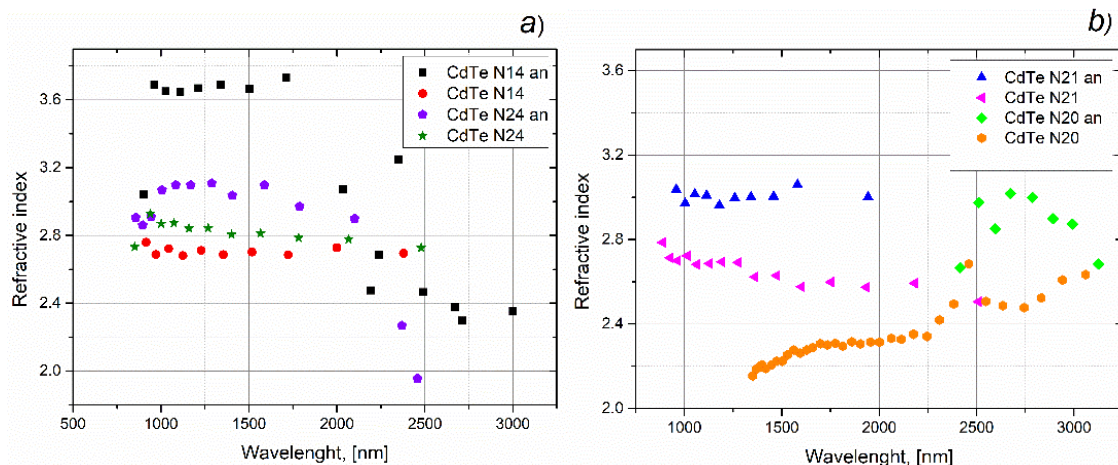 a)
b)
Refractive index
3.6
3.2
2.8
2.4
2.0
500
1000
1500
2000
2500
3000
Wavelenght, [nm]
CdTe N14 an
CdTe N14
CdTe N24 an
CdTe N24
Refractive index
3.6
3.2
2.8
2.4
2.0
1000
1500
2000
2500
3000
Wavelenght, [nm]
CdTe N21 an
CdTe N21
CdTe N20 an
CdTe N20